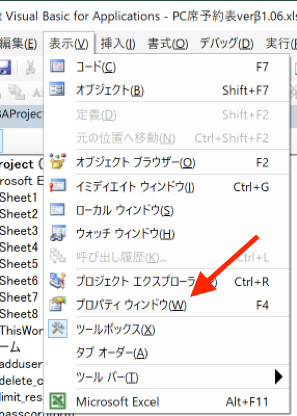 Visual Basic for Applications - PC席予約表verβ1.06.xls
編集(E) 表示(V) 挿入(I) 書式(O) デバッグ(D) 実行(
コード(C) F7
オブジェクト(B) Shift+F7
定義(D) Shift+F2
元の位置へ移動(N) Ctrl+Shift+F2
オブジェクト ブラウザー(O) F2
イミディエイト ウィンドウ(I) Ctrl+G
ローカル ウィンドウ(S)
ウォッチ ウィンドウ(H)
呼び出し履歴(K)... +L
プロジェクト エクスプローラ Ctrl+R
プロパティ ウィンドウ(W) F4
ツールボックス(X)
タブ オーダー(A)
ツール バー(T)
Microsoft Excel Alt+F11
BAProject
roject (
rosoft E
Sheet1
Sheet2
Sheet3
Sheet4
Sheet5
Sheet6
Sheet7
Sheet8
ThisWor
ーム
adduser
delete_c
limit_res